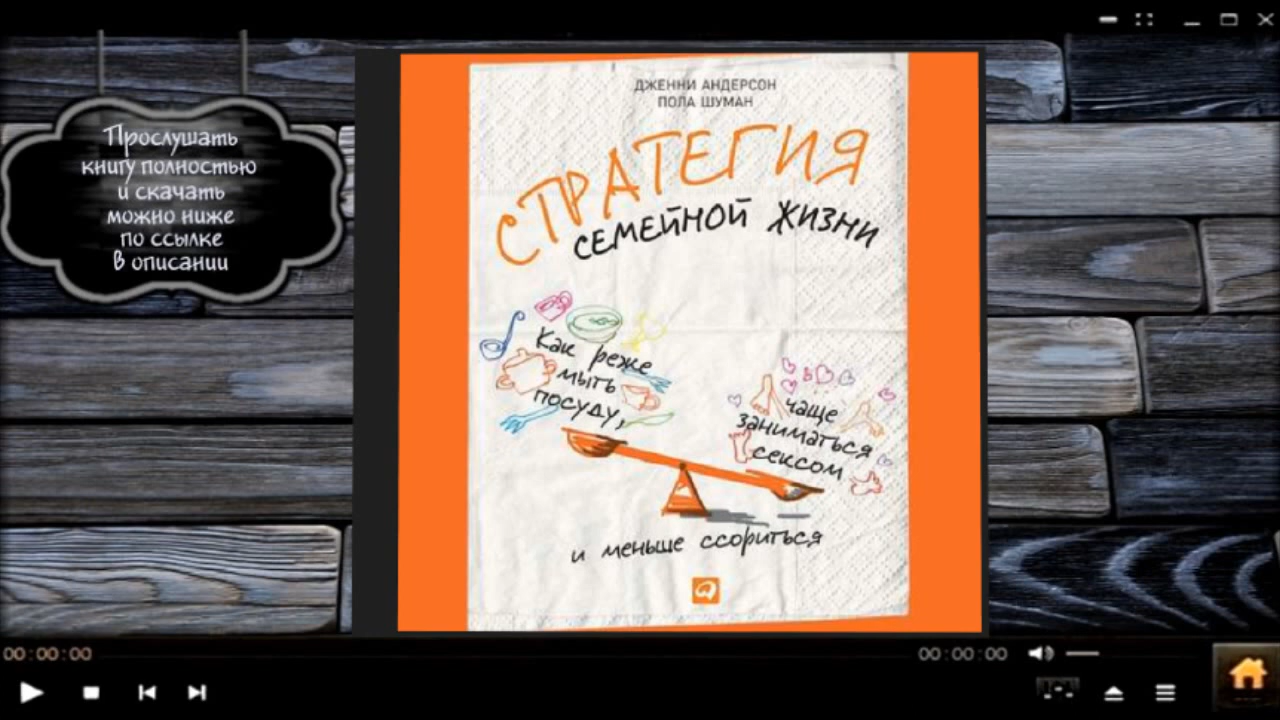 Прослушать
книгу полностью
и скачать
можно ниже
по ссылке
в описании
ДЖЕННИ АНДЕРСОН
ПОЛА ШУМАН
СТРАТЕГИЯ
СЕМЕЙНОЙ ЖИЗНИ
Как реже
мыть
посуду,
чаще
заниматься
сексом
и меньше ссориться
00:00:00
00:00:00